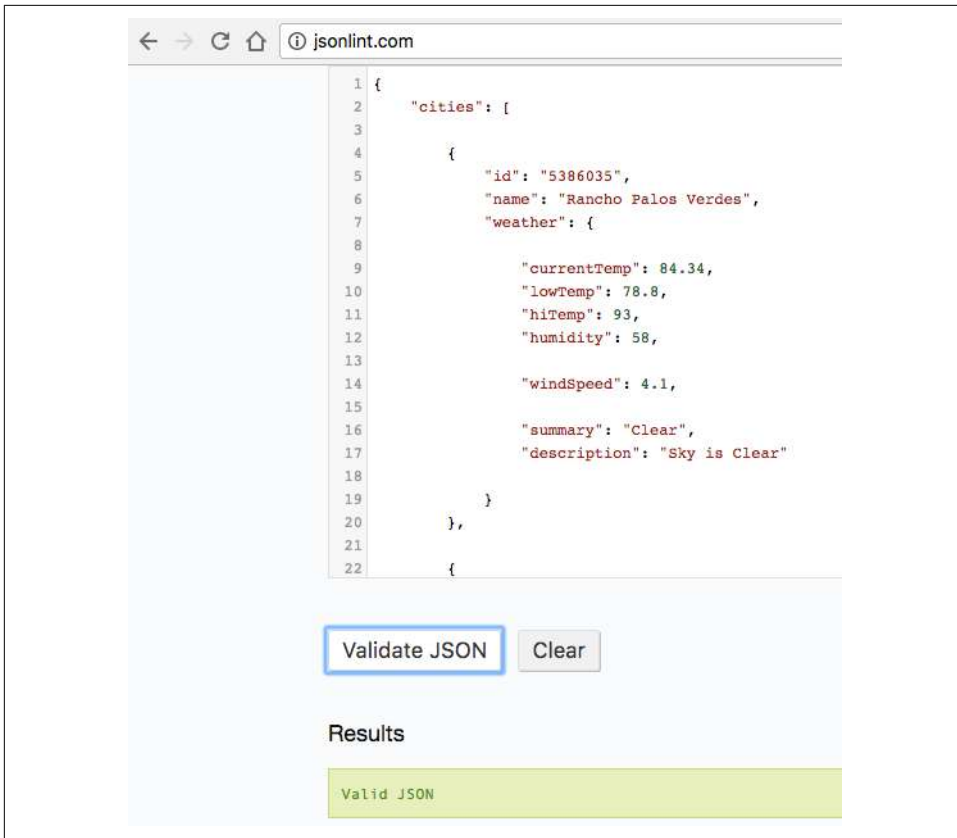 jsonlint.com
1 {
2 "cities": [
3
4 {
5 "id": "5386035",
6 "name": "Rancho Palos Verdes",
7 "weather": {
8
9 "currentTemp": 84.34,
10 "lowTemp": 78.8,
11 "hiTemp": 93,
12 "humidity": 58,
13
14 "windSpeed": 4.1,
15
16 "summary": "Clear",
17 "description": "Sky is Clear"
18
19 }
20 },
21
22 {
Validate JSON Clear
Results
Valid JSON